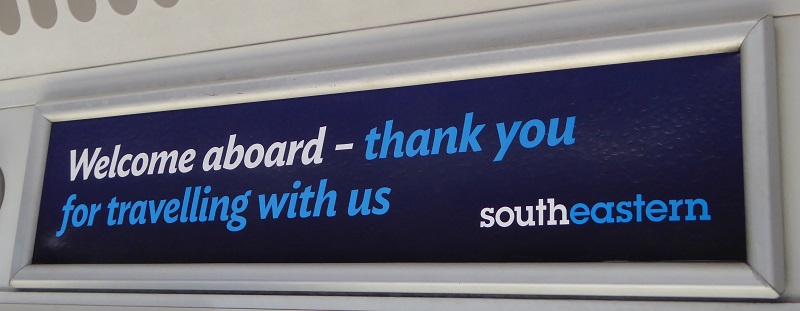 Welcome aboard – thank you
for travelling with us
southeastern